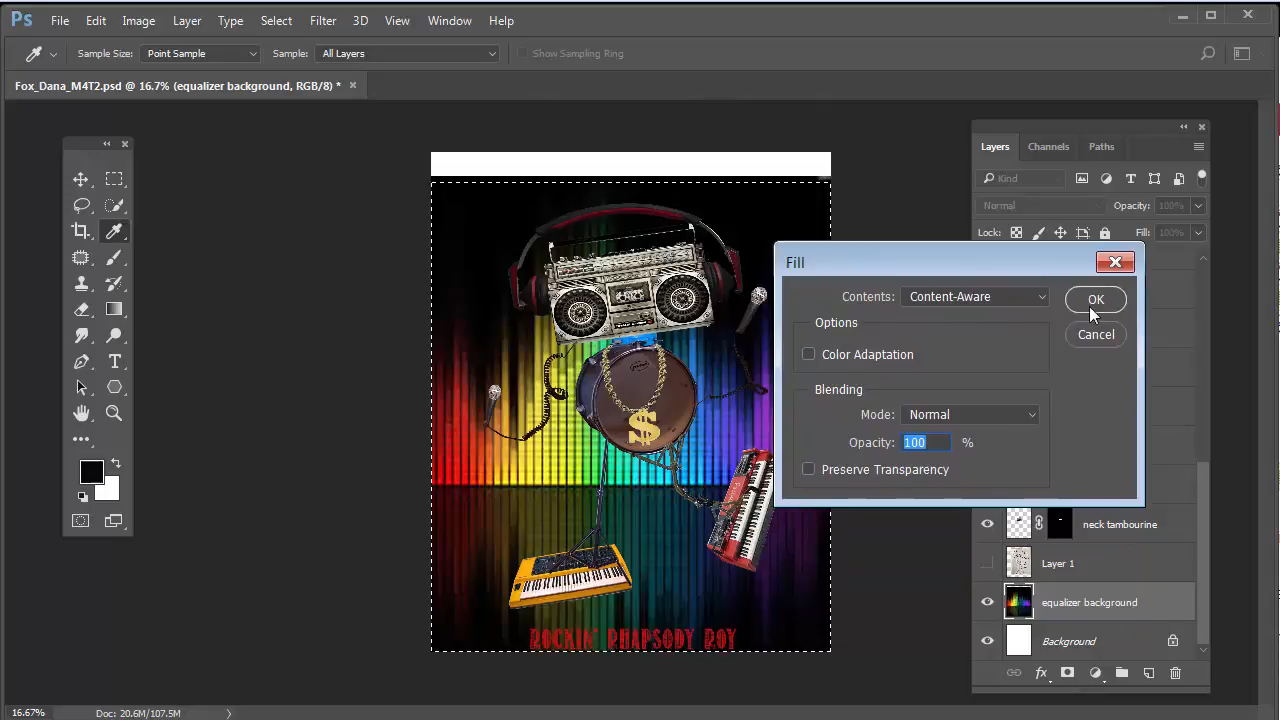 Ps File Edit Image Layer Type Select Filter 3D View Window Help
Sample Size: Point Sample Sample: All Layers Show Sampling Ring
Fox_Dana_M4T2.psd @ 16.7% (equalizer background, RGB/8) *
Layers Channels Paths
Kind
Normal Opacity: 100%
Lock: Fill: 100%
Fill
Contents: Content-Aware OK
Options
Cancel
Color Adaptation
Blending
Mode: Normal
Opacity: 100 %
Preserve Transparency
neck tambourine
Layer 1
equalizer background
Background
fx
$
ROCKIN' RHAPSODY ROY
16.67% Doc: 20.6M/107.5M